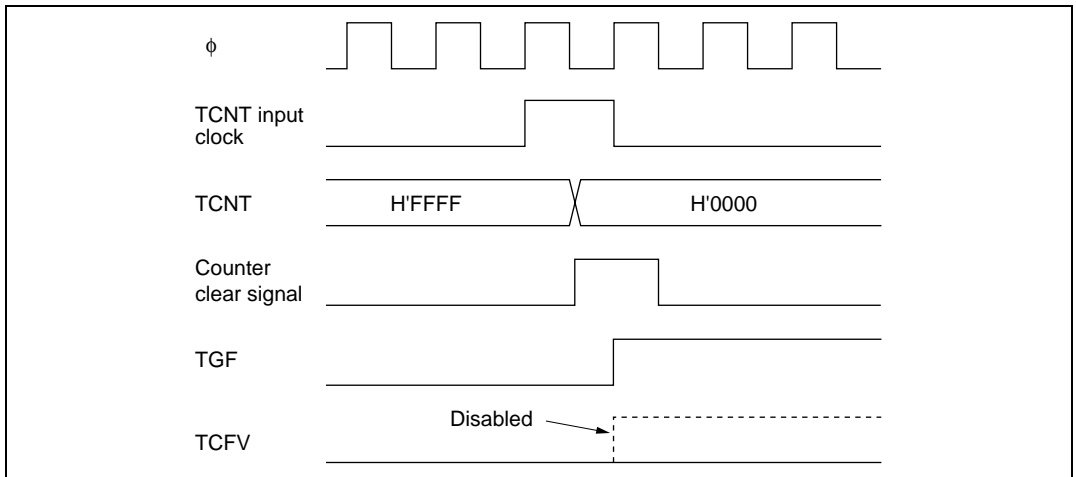 ϕ
TCNT input
clock
TCNT
H'FFFF
H'0000
Counter
clear signal
TGF
Disabled
TCFV